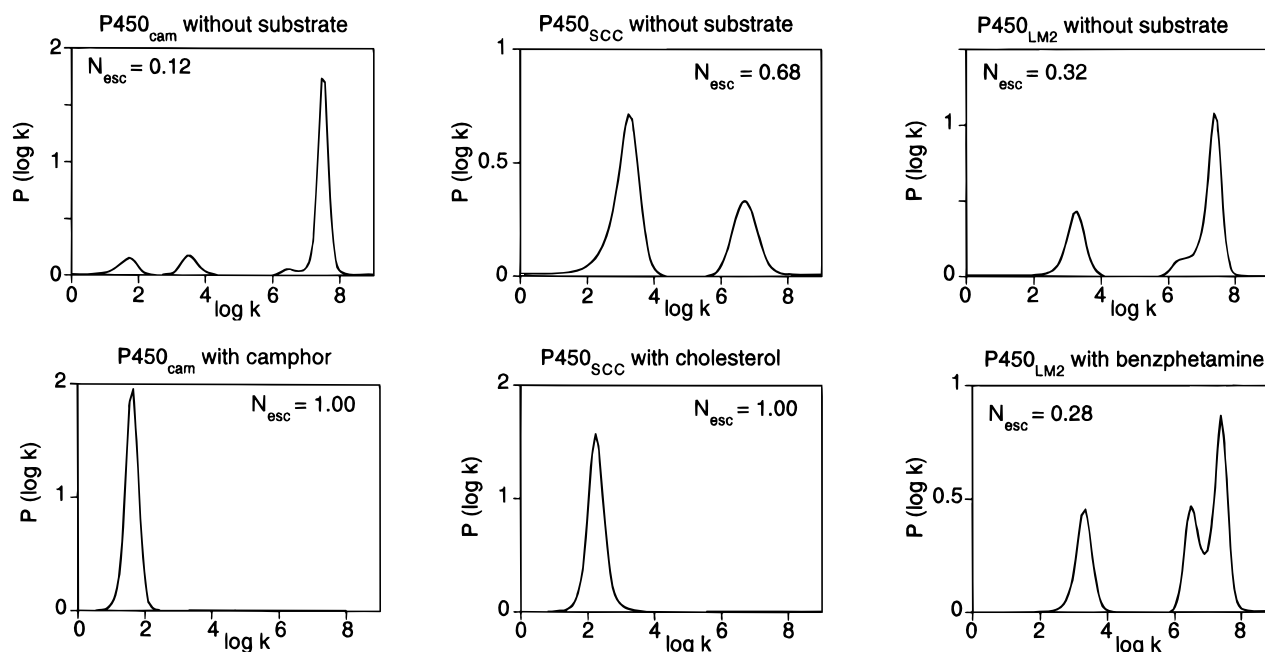 P450cam without substrate
Nesc = 0.12
P (log k)
2
1
0
0 2 4 6 8
log k
P450SCC without substrate
Nesc = 0.68
P (log k)
1
0.5
0
0 2 4 6 8
log k
P450LM2 without substrate
Nesc = 0.32
P (log k)
1
0
0 2 4 6 8
log k
P450cam with camphor
Nesc = 1.00
P (log k)
2
1
0
0 2 4 6 8
log k
P450SCC with cholesterol
Nesc = 1.00
P (log k)
2
1
0
0 2 4 6 8
log k
P450LM2 with benzphetamine
Nesc = 0.28
P (log k)
1
0.5
0
0 2 4 6 8
log k